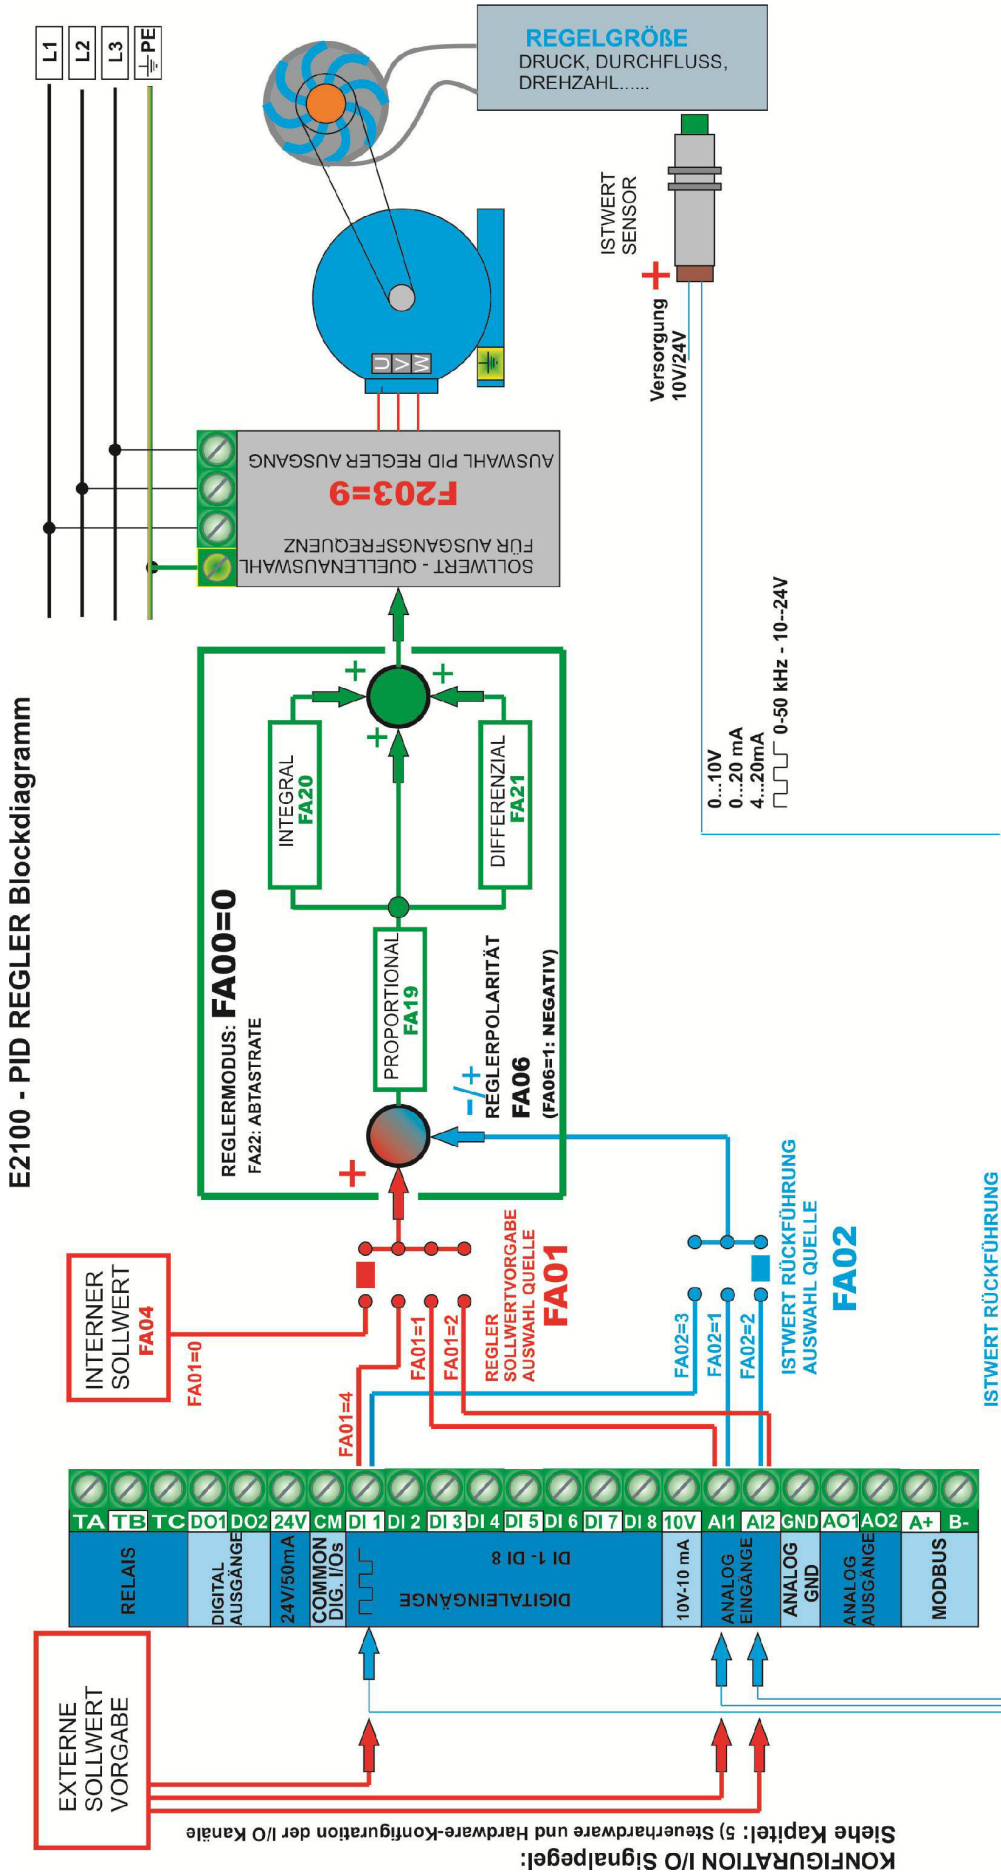 E2100 - PID REGLER Blockdiagramm
L1
L2
L3
PE
REGELGRÖßE
DRUCK, DURCHFLUSS,
DREHZAHL......
ISTWERT
SENSOR
+
Versorgung
10V/24V
U
V
W
SOLLWERT - QUELLENAUSWAHL
FÜR AUSGANGSFREQUENZ
F203=9
AUSWAHL PID REGLER AUSGANG
0...10V
0...20 mA
4...20mA
0-50 kHz - 10--24V
REGLERMODUS: FA00=0
FA22: ABTASTRATE
INTEGRAL
FA20
PROPORTIONAL
FA19
DIFFERENZIAL
FA21
+
+
+
+
-/+
REGLERPOLARITÄT
FA06
(FA06=1: NEGATIV)
INTERNER
SOLLWERT
FA04
FA01=0
FA01=4
FA01=1
FA01=2
REGLER
SOLLWERTVORGABE
AUSWAHL QUELLE
FA01
FA02=3
FA02=1
FA02=2
ISTWERT RÜCKFÜHRUNG
AUSWAHL QUELLE
FA02
ISTWERT RÜCKFÜHRUNG
TA
TB
TC
DO1
DO2
24V
CM
DI 1
DI 2
DI 3
DI 4
DI 5
DI 6
DI 7
DI 8
10V
AI1
AI2
GND
AO1
AO2
A+
B-
RELAIS
DIGITAL
AUSGÄNGE
24V/50mA
COMMON
DIG. I/Os
DIGITALEINGÄNGE
DI 1- DI 8
10V-10 mA
ANALOG
EINGÄNGE
ANALOG
GND
ANALOG
AUSGÄNGE
MODBUS
EXTERNE
SOLLWERT
VORGABE
KONFIGURATION I/O Signalpegel:
Siehe Kapitel: 5) Steuerhardware und Hardware-Konfiguration der I/O Kanäle